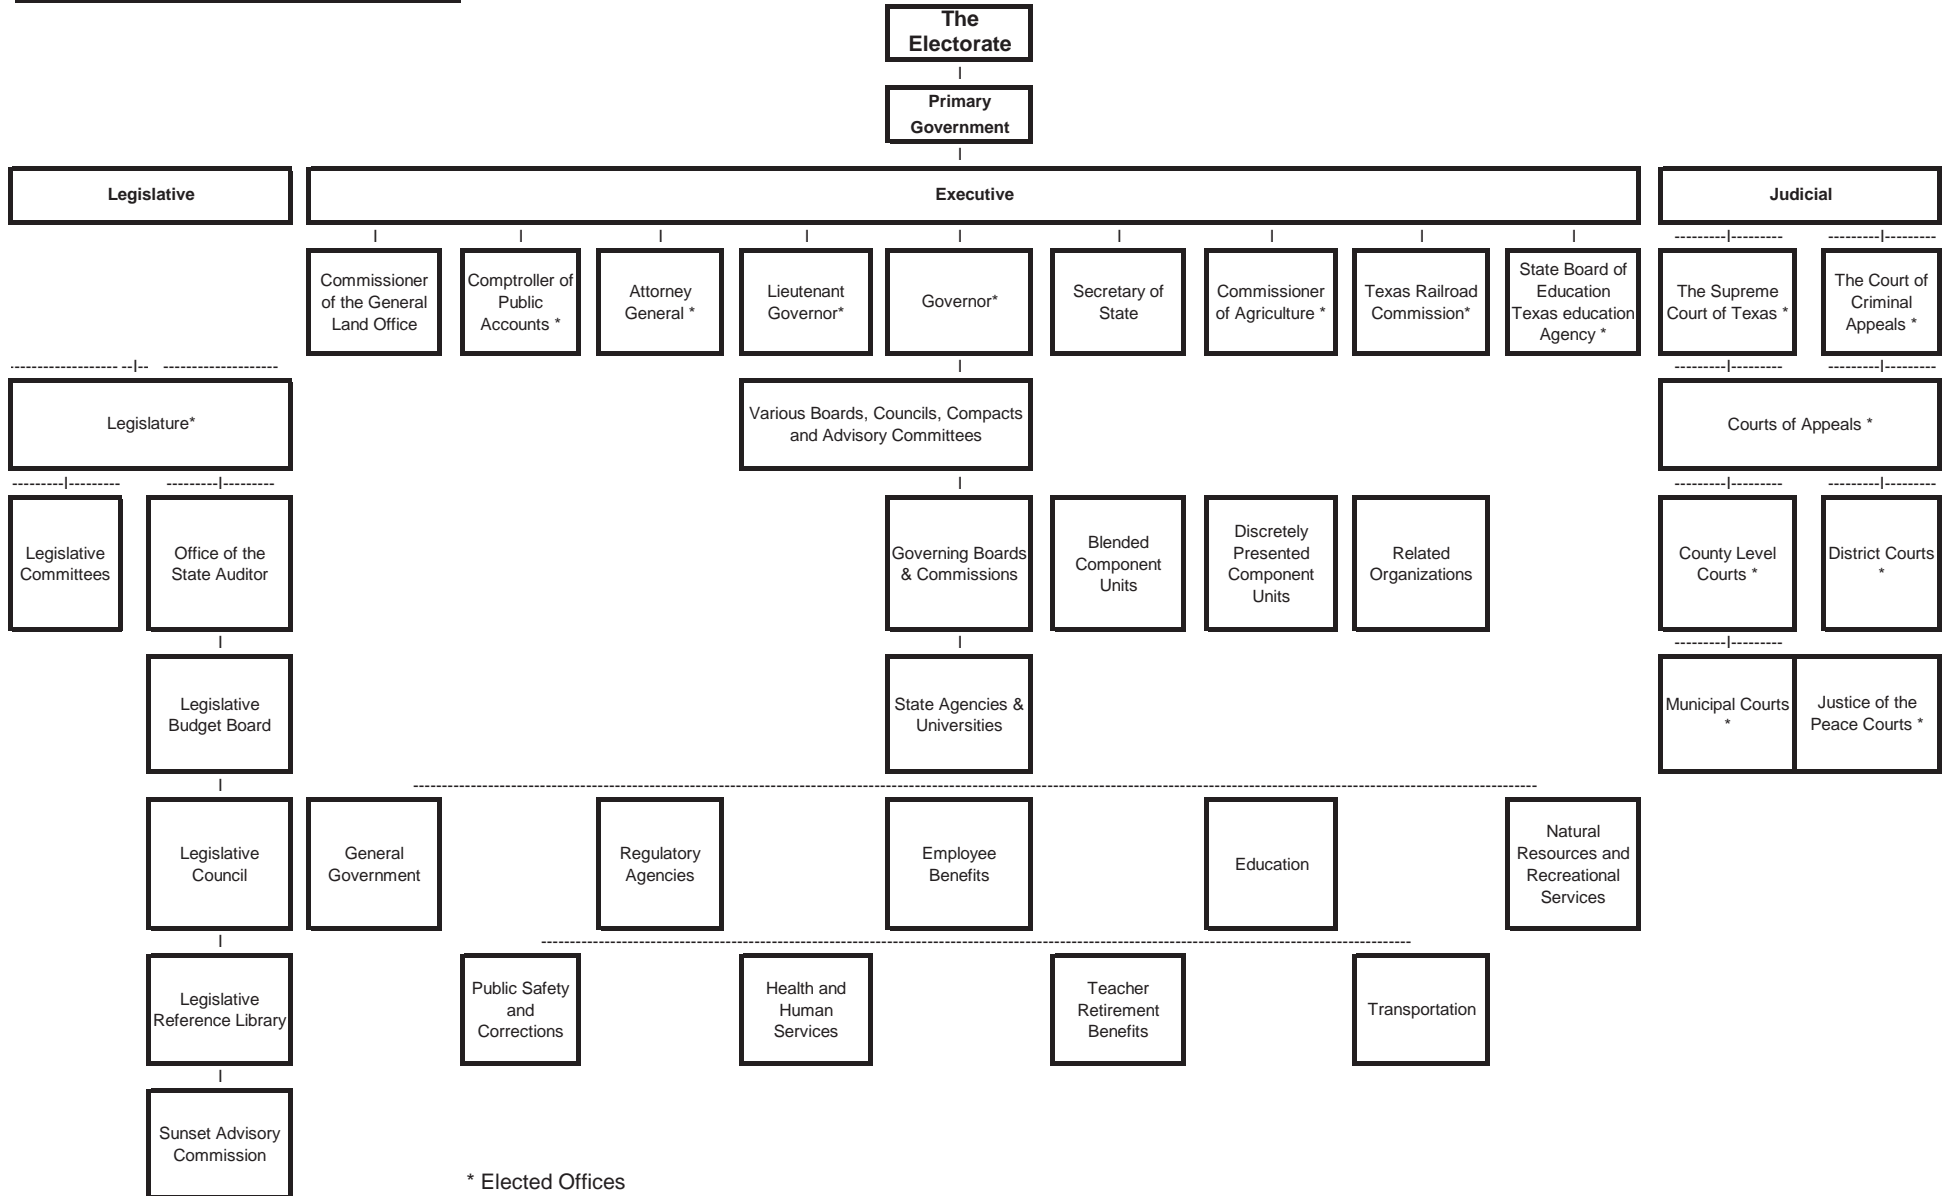 The
Electorate
Primary
Government
Legislative
Executive
Judicial
Commissioner
of the General
Land Office
Comptroller of
Public
Accounts *
Attorney
General *
Lieutenant
Governor*
Governor*
Secretary of
State
Commissioner
of Agriculture *
Texas Railroad
Commission*
State Board of
Education
Texas education
Agency *
The Supreme
Court of Texas *
The Court of
Criminal
Appeals *
Legislature*
Various Boards, Councils, Compacts
and Advisory Committees
Courts of Appeals *
Legislative
Committees
Office of the
State Auditor
Governing Boards
& Commissions
Blended
Component
Units
Discretely
Presented
Component
Units
Related
Organizations
County Level
Courts *
District Courts
*
Legislative
Budget Board
State Agencies &
Universities
Municipal Courts
*
Justice of the
Peace Courts *
Legislative
Council
General
Government
Regulatory
Agencies
Employee
Benefits
Education
Natural
Resources and
Recreational
Services
Legislative
Reference Library
Public Safety
and
Corrections
Health and
Human
Services
Teacher
Retirement
Benefits
Transportation
Sunset Advisory
Commission
* Elected Offices